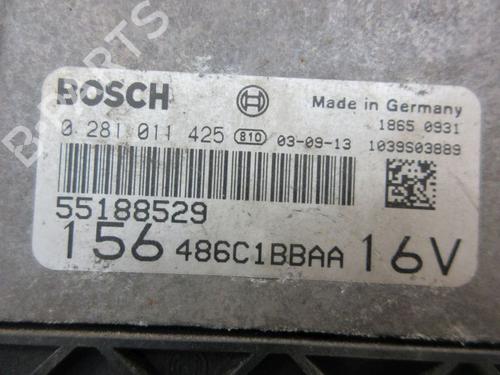 BOSCH
Made in Germany
0 281 011 425 810 03-09-13
1865 0931
1039S03889
55188529
156 486C1BBAA 16V